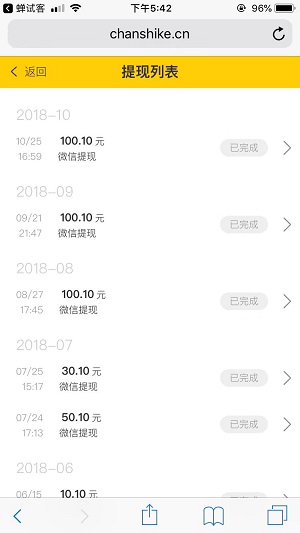 蝉试客 下午5:42 96%
chanshike.cn
返回 提现列表
2018-10
10/25 100.10 元
16:59 微信提现 已完成
2018-09
09/21 100.10 元
21:47 微信提现 已完成
2018-08
08/27 100.10 元
17:45 微信提现 已完成
2018-07
07/25 30.10 元
15:17 微信提现 已完成
07/24 50.10 元
17:13 微信提现 已完成
2018-06
06/15 10.10 元